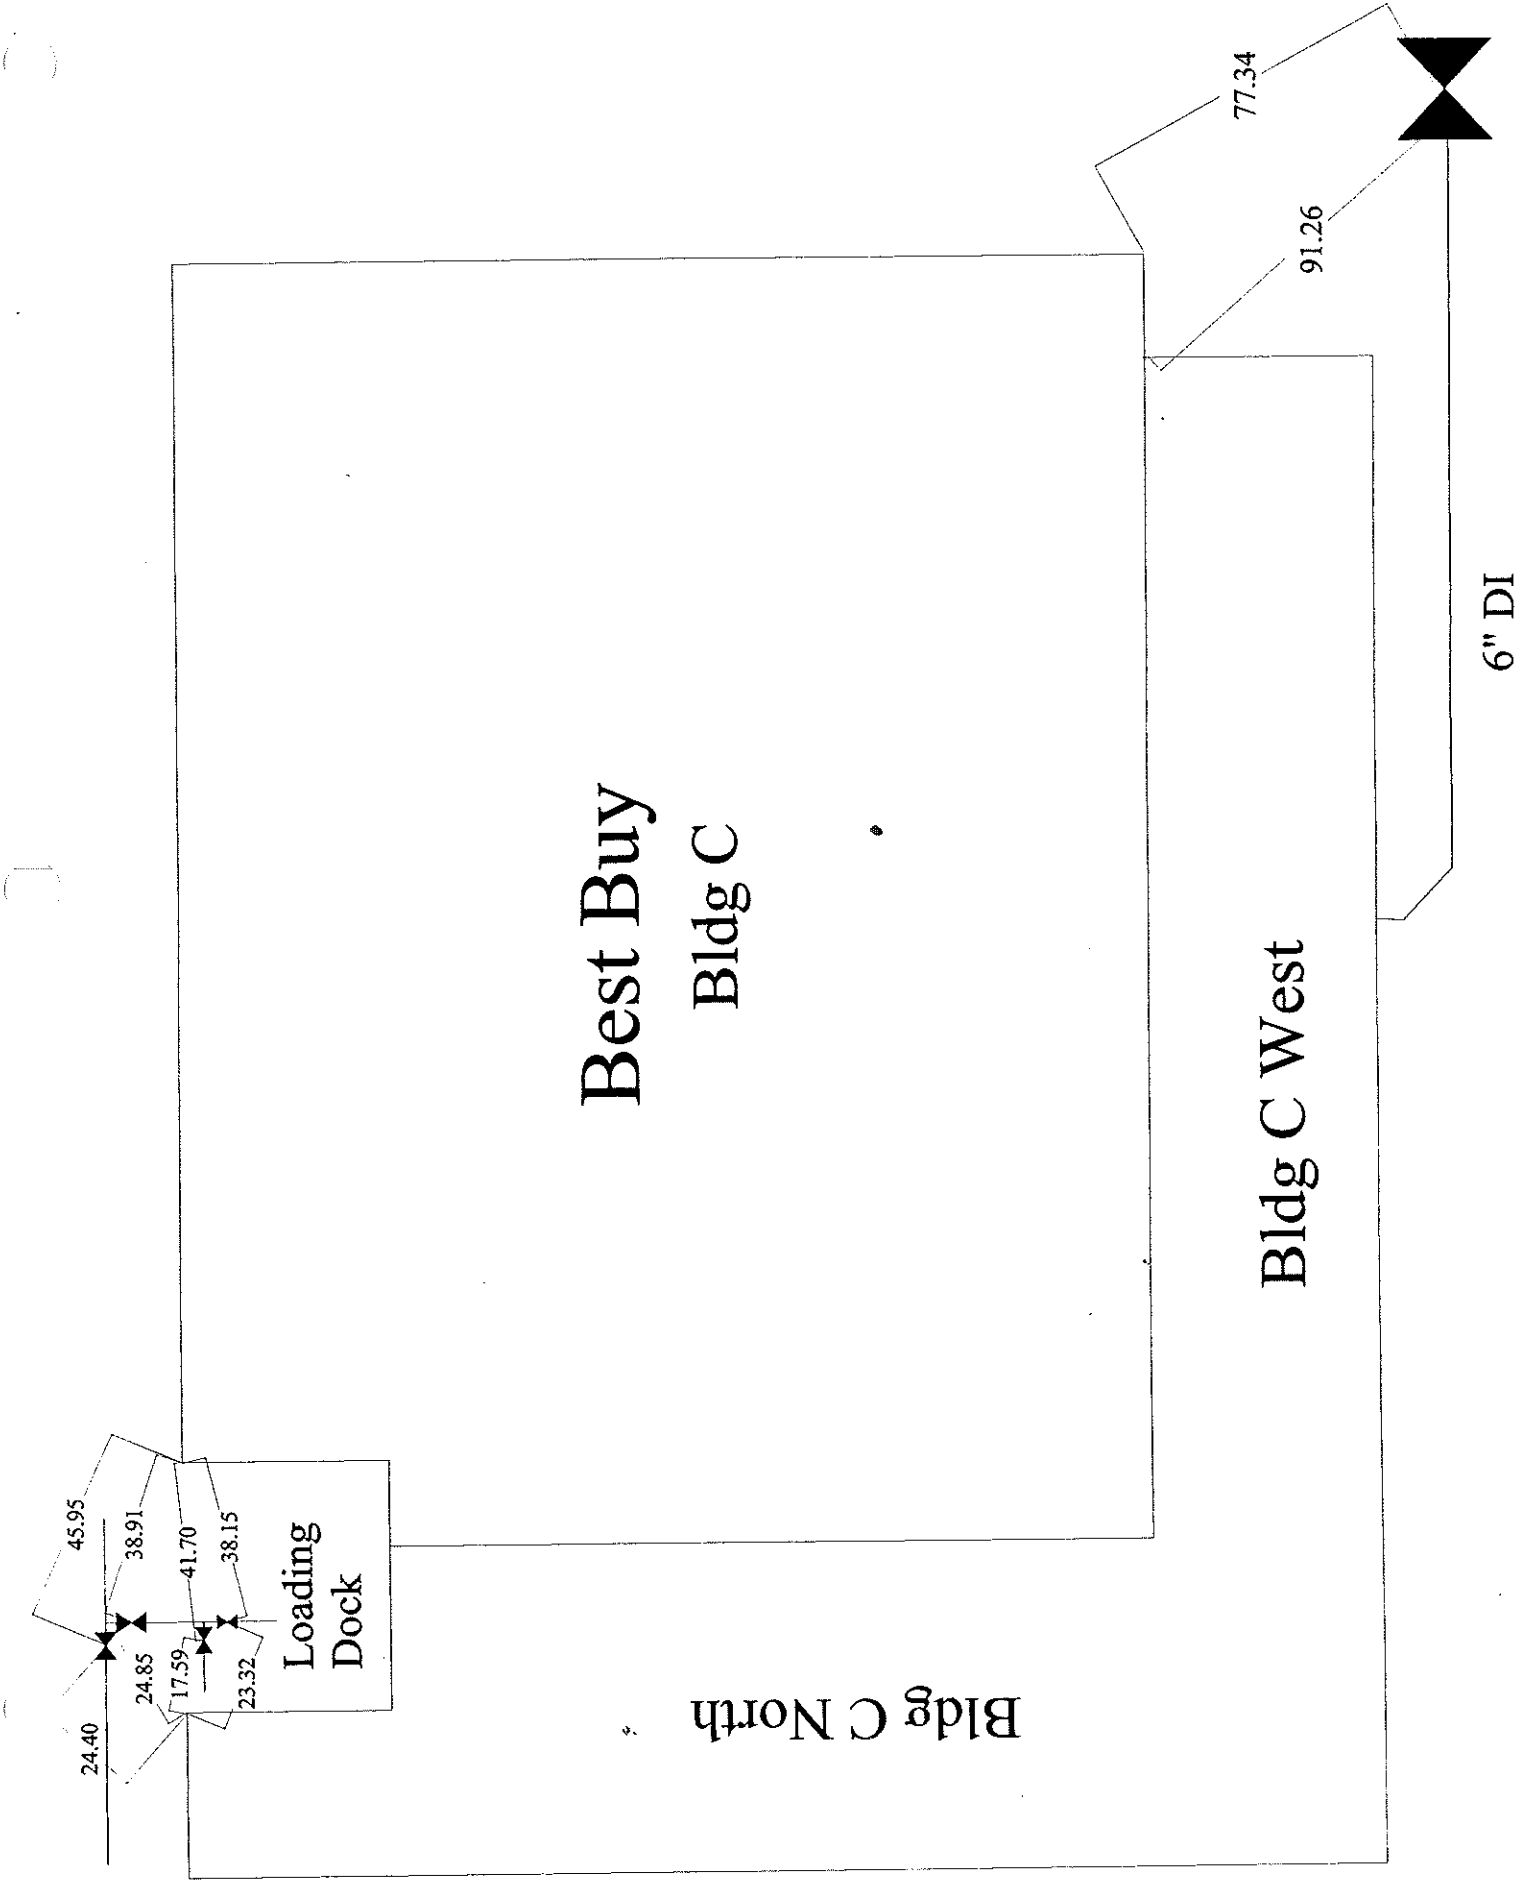 45.95
38.91
41.70
38.15
24.40
24.85
17.59
23.32
Loading
Dock
Best Buy
Bldg C
Bldg C North
Bldg C West
77.34
91.26
6" DI